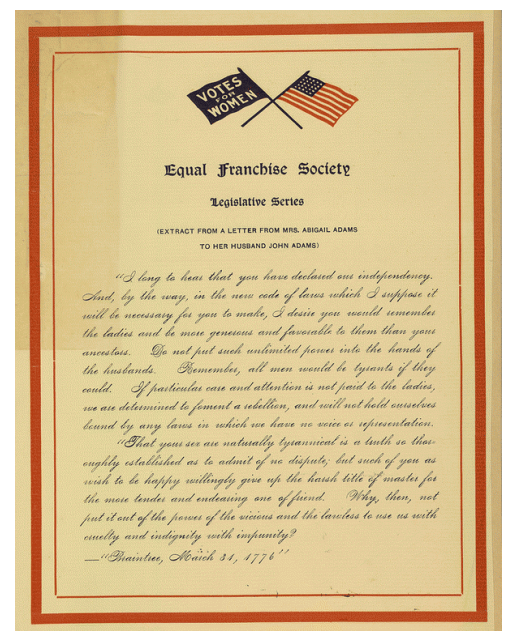 VOTES
FOR
WOMEN
Equal Franchise Society
Legislative Series
(EXTRACT FROM A LETTER FROM MRS. ABIGAIL ADAMS
TO HER HUSBAND JOHN ADAMS)
"I long to hear that you have declared our independency.
And, by the way, in the new code of laws which I suppose it
will be necessary for you to make, I desire you would remember
the ladies and be more generous and favorable to them than your
ancestors. Do not put such unlimited power into the hands of
the husbands. Remember, all men would be tyrants if they
could. If particular care and attention is not paid to the ladies,
we are determined to foment a rebellion, and will not hold ourselves
bound by any laws in which we have no voice or representation.
"That your sex are naturally tyrannical is a truth so thor-
oughly established as to admit of no dispute; but such of you as
wish to be happy willingly give up the harsh title of master for
the more tender and endearing one of friend. Why, then, not
put it out of the power of the vicious and the lawless to use us with
cruelty and indignity with impunity?
—"Braintree, March 31, 1776"